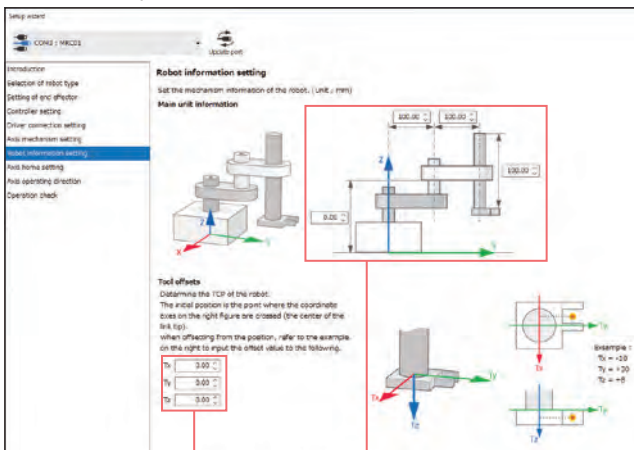 Setup wizard
COM3 : MRC01
Update port
Introduction
Selection of robot type
Setting of end effector
Controller setting
Driver connection setting
Axis mechanism setting
Robot information setting
Axis home setting
Axis operating direction
Operation check
Robot information setting
Set the mechanism information of the robot. (unit : mm)
Main unit information
Z
Y
X
100.00
100.00
Z
100.00
0.00
Y
Tool offsets
Determine the TCP of the robot.
The initial position is the point where the coordinate
axes on the right figure are crossed (the center of the
link tip).
When offsetting from the position, refer to the example
on the right to input the offset value to the following.
Tx 0.00
Ty 0.00
Tz 0.00
Tx
Ty
Tz
Ty
Tx
Ty
Tz
Example :
Tx = -10
Ty = +30